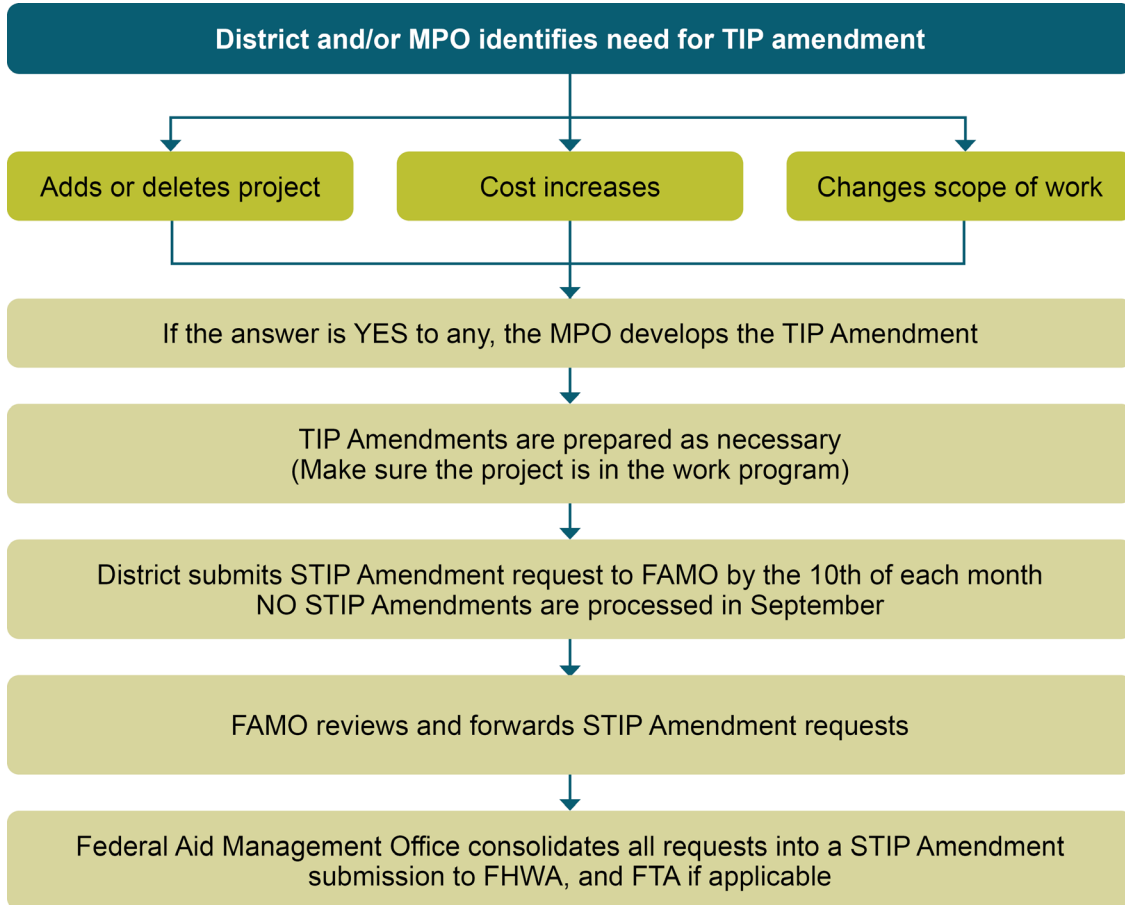 District and/or MPO identifies need for TIP amendment
Adds or deletes project
Cost increases
Changes scope of work
If the answer is YES to any, the MPO develops the TIP Amendment
TIP Amendments are prepared as necessary
(Make sure the project is in the work program)
District submits STIP Amendment request to FAMO by the 10th of each month
NO STIP Amendments are processed in September
FAMO reviews and forwards STIP Amendment requests
Federal Aid Management Office consolidates all requests into a STIP Amendment
submission to FHWA, and FTA if applicable